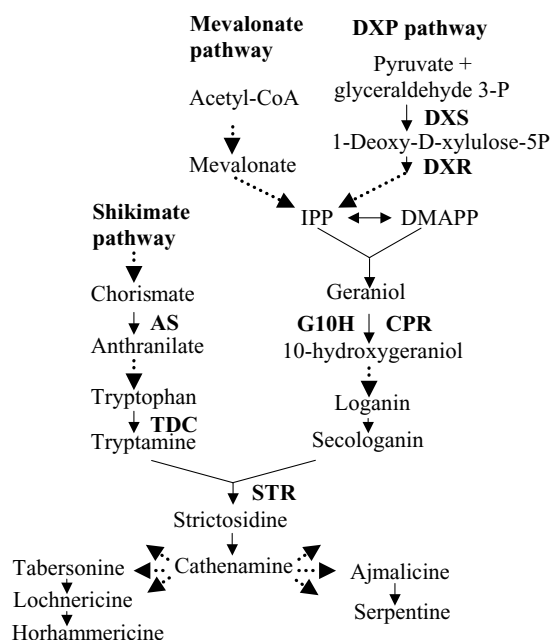 Mevalonate
pathway
DXP pathway
Pyruvate +
glyceraldehyde 3-P
Acetyl-CoA
DXS
1-Deoxy-D-xylulose-5P
Mevalonate
DXR
Shikimate
pathway
IPP
DMAPP
Chorismate
Geraniol
AS
G10H
CPR
Anthranilate
10-hydroxygeraniol
Tryptophan
Loganin
TDC
Tryptamine
Secologanin
STR
Strictosidine
Tabersonine
Cathenamine
Ajmalicine
Lochnericine
Serpentine
Horhammericine